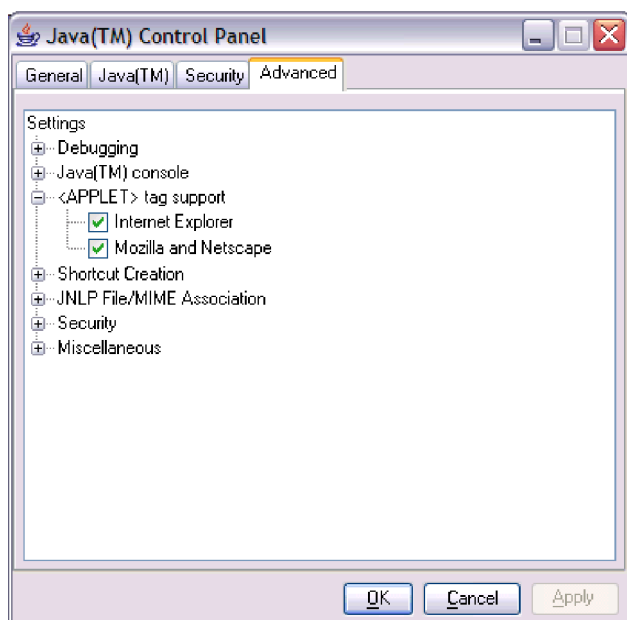 Java(TM) Control Panel
General Java(TM) Security Advanced
Settings
Debugging
Java(TM) console
<APPLET> tag support
Internet Explorer
Mozilla and Netscape
Shortcut Creation
JNLP File/MIME Association
Security
Miscellaneous
OK Cancel Apply